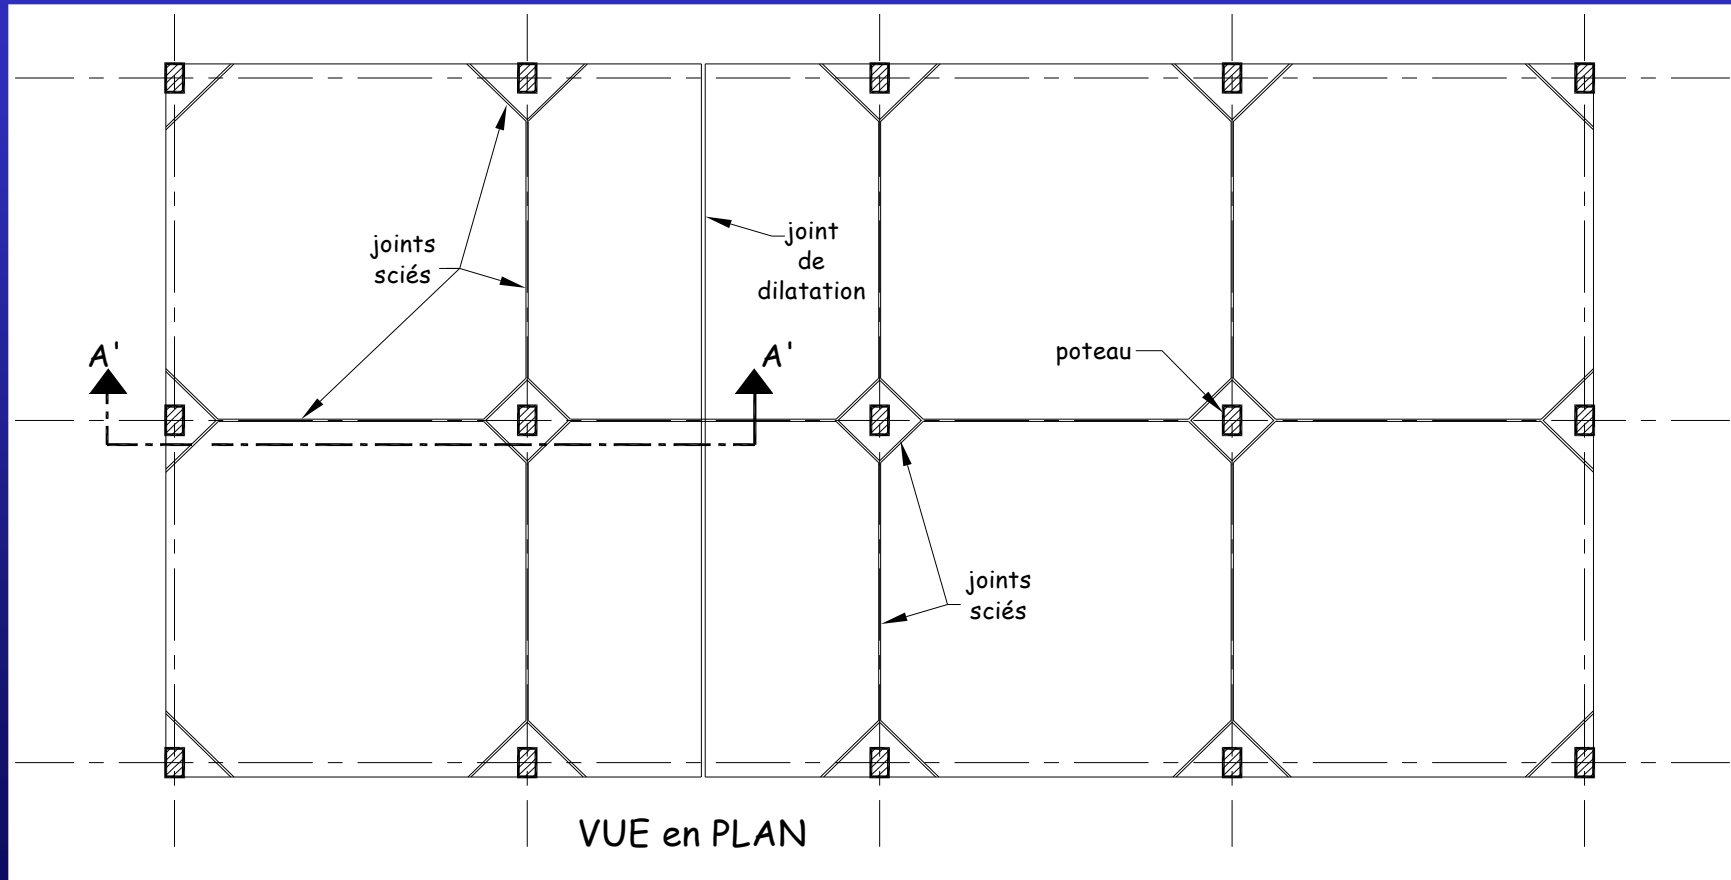 joints
sciés
joint
de
dilatation
A'
A'
poteau
joints
sciés
VUE en PLAN